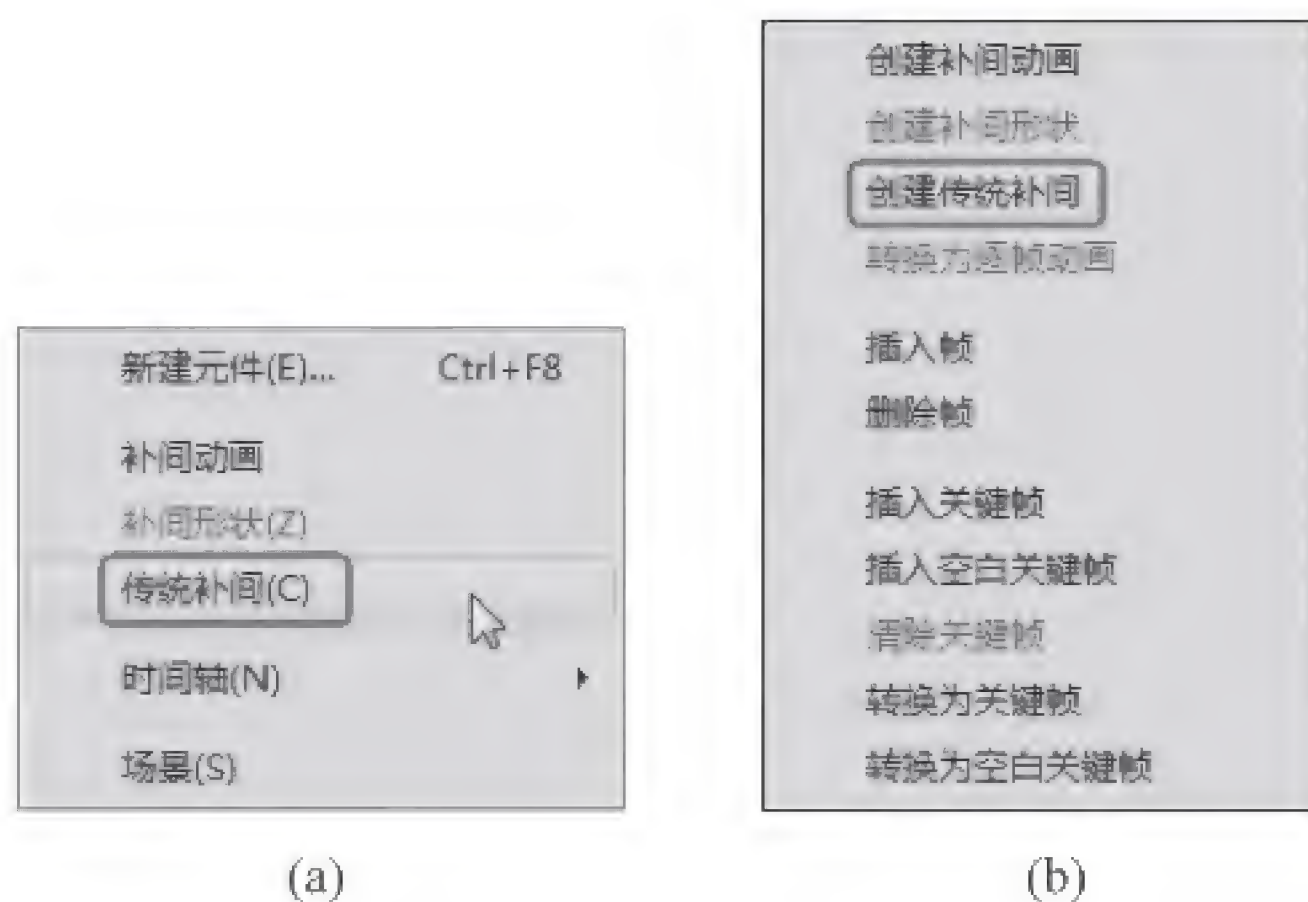 新建元件(E)... Ctrl+F8
补间动画
补间形状(Z)
传统补间(C)
时间轴(N)
场景(S)
(a)
创建补间动画
创建补间形状
创建传统补间
转换为逐帧动画
插入帧
删除帧
插入关键帧
插入空白关键帧
清除关键帧
转换为关键帧
转换为空白关键帧
(b)